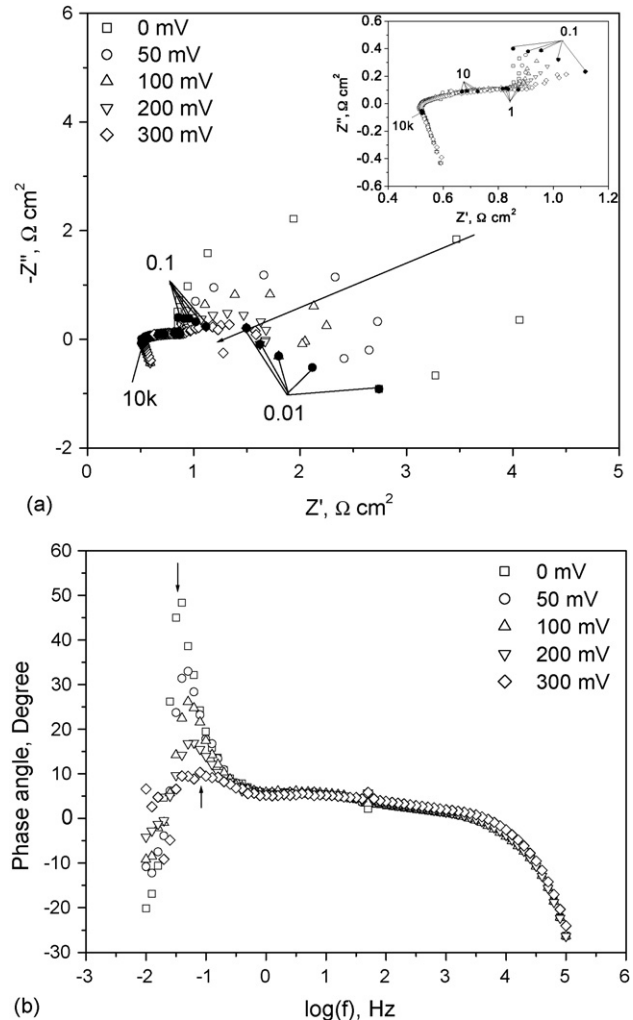 6
4
2
0
-2
-Z", Ω cm²
0 mV
50 mV
100 mV
200 mV
300 mV
0.1
10k
0.01
0 1 2 3 4 5
Z', Ω cm²
(a)
0.6
0.4
0.2
0.0
-0.2
-0.4
-0.6
Z", Ω cm²
0.1
10
1
10k
0.4 0.6 0.8 1.0 1.2
Z', Ω cm²
60
50
40
30
20
10
0
-10
-20
-30
Phase angle, Degree
0 mV
50 mV
100 mV
200 mV
300 mV
-3 -2 -1 0 1 2 3 4 5 6
log(f), Hz
(b)